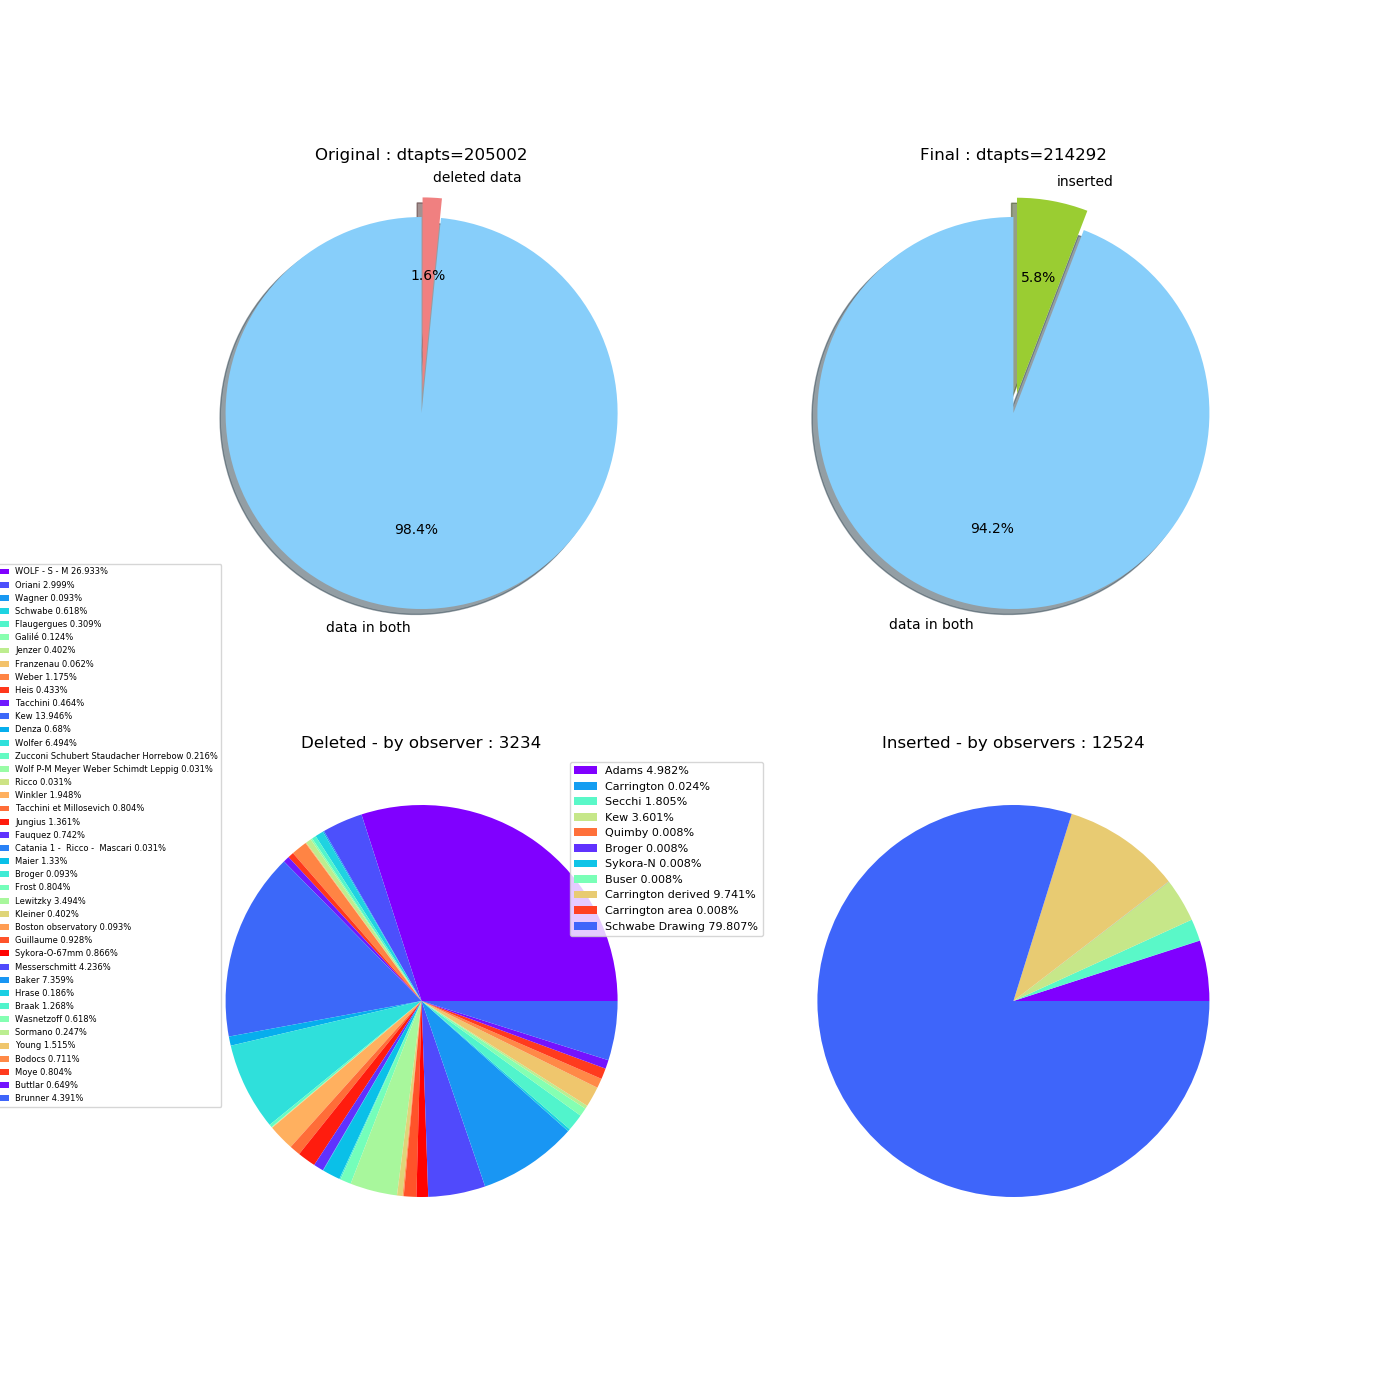 Original : dtapts=205002
deleted data
1.6%
98.4%
data in both
Final : dtapts=214292
inserted
5.8%
94.2%
data in both
WOLF - S - M 26.933%
Oriani 2.999%
Wagner 0.093%
Schwabe 0.618%
Flaugergues 0.309%
Galilé 0.124%
Jenzer 0.402%
Franzenau 0.062%
Weber 1.175%
Heis 0.433%
Tacchini 0.464%
Kew 13.946%
Denza 0.68%
Wolfer 6.494%
Zucconi Schubert Staudacher Horrebow 0.216%
Wolf P-M Meyer Weber Schimdt Leppig 0.031%
Ricco 0.031%
Winkler 1.948%
Tacchini et Millosevich 0.804%
Jungius 1.361%
Fauquez 0.742%
Catania 1 -  Ricco -  Mascari 0.031%
Maier 1.33%
Broger 0.093%
Frost 0.804%
Lewitzky 3.494%
Kleiner 0.402%
Boston observatory 0.093%
Guillaume 0.928%
Sykora-O-67mm 0.866%
Messerschmitt 4.236%
Baker 7.359%
Hrase 0.186%
Braak 1.268%
Wasnetzoff 0.618%
Sormano 0.247%
Young 1.515%
Bodocs 0.711%
Moye 0.804%
Buttlar 0.649%
Brunner 4.391%
Deleted - by observer : 3234
Inserted - by observers : 12524
Adams 4.982%
Carrington 0.024%
Secchi 1.805%
Kew 3.601%
Quimby 0.008%
Broger 0.008%
Sykora-N 0.008%
Buser 0.008%
Carrington derived 9.741%
Carrington area 0.008%
Schwabe Drawing 79.807%